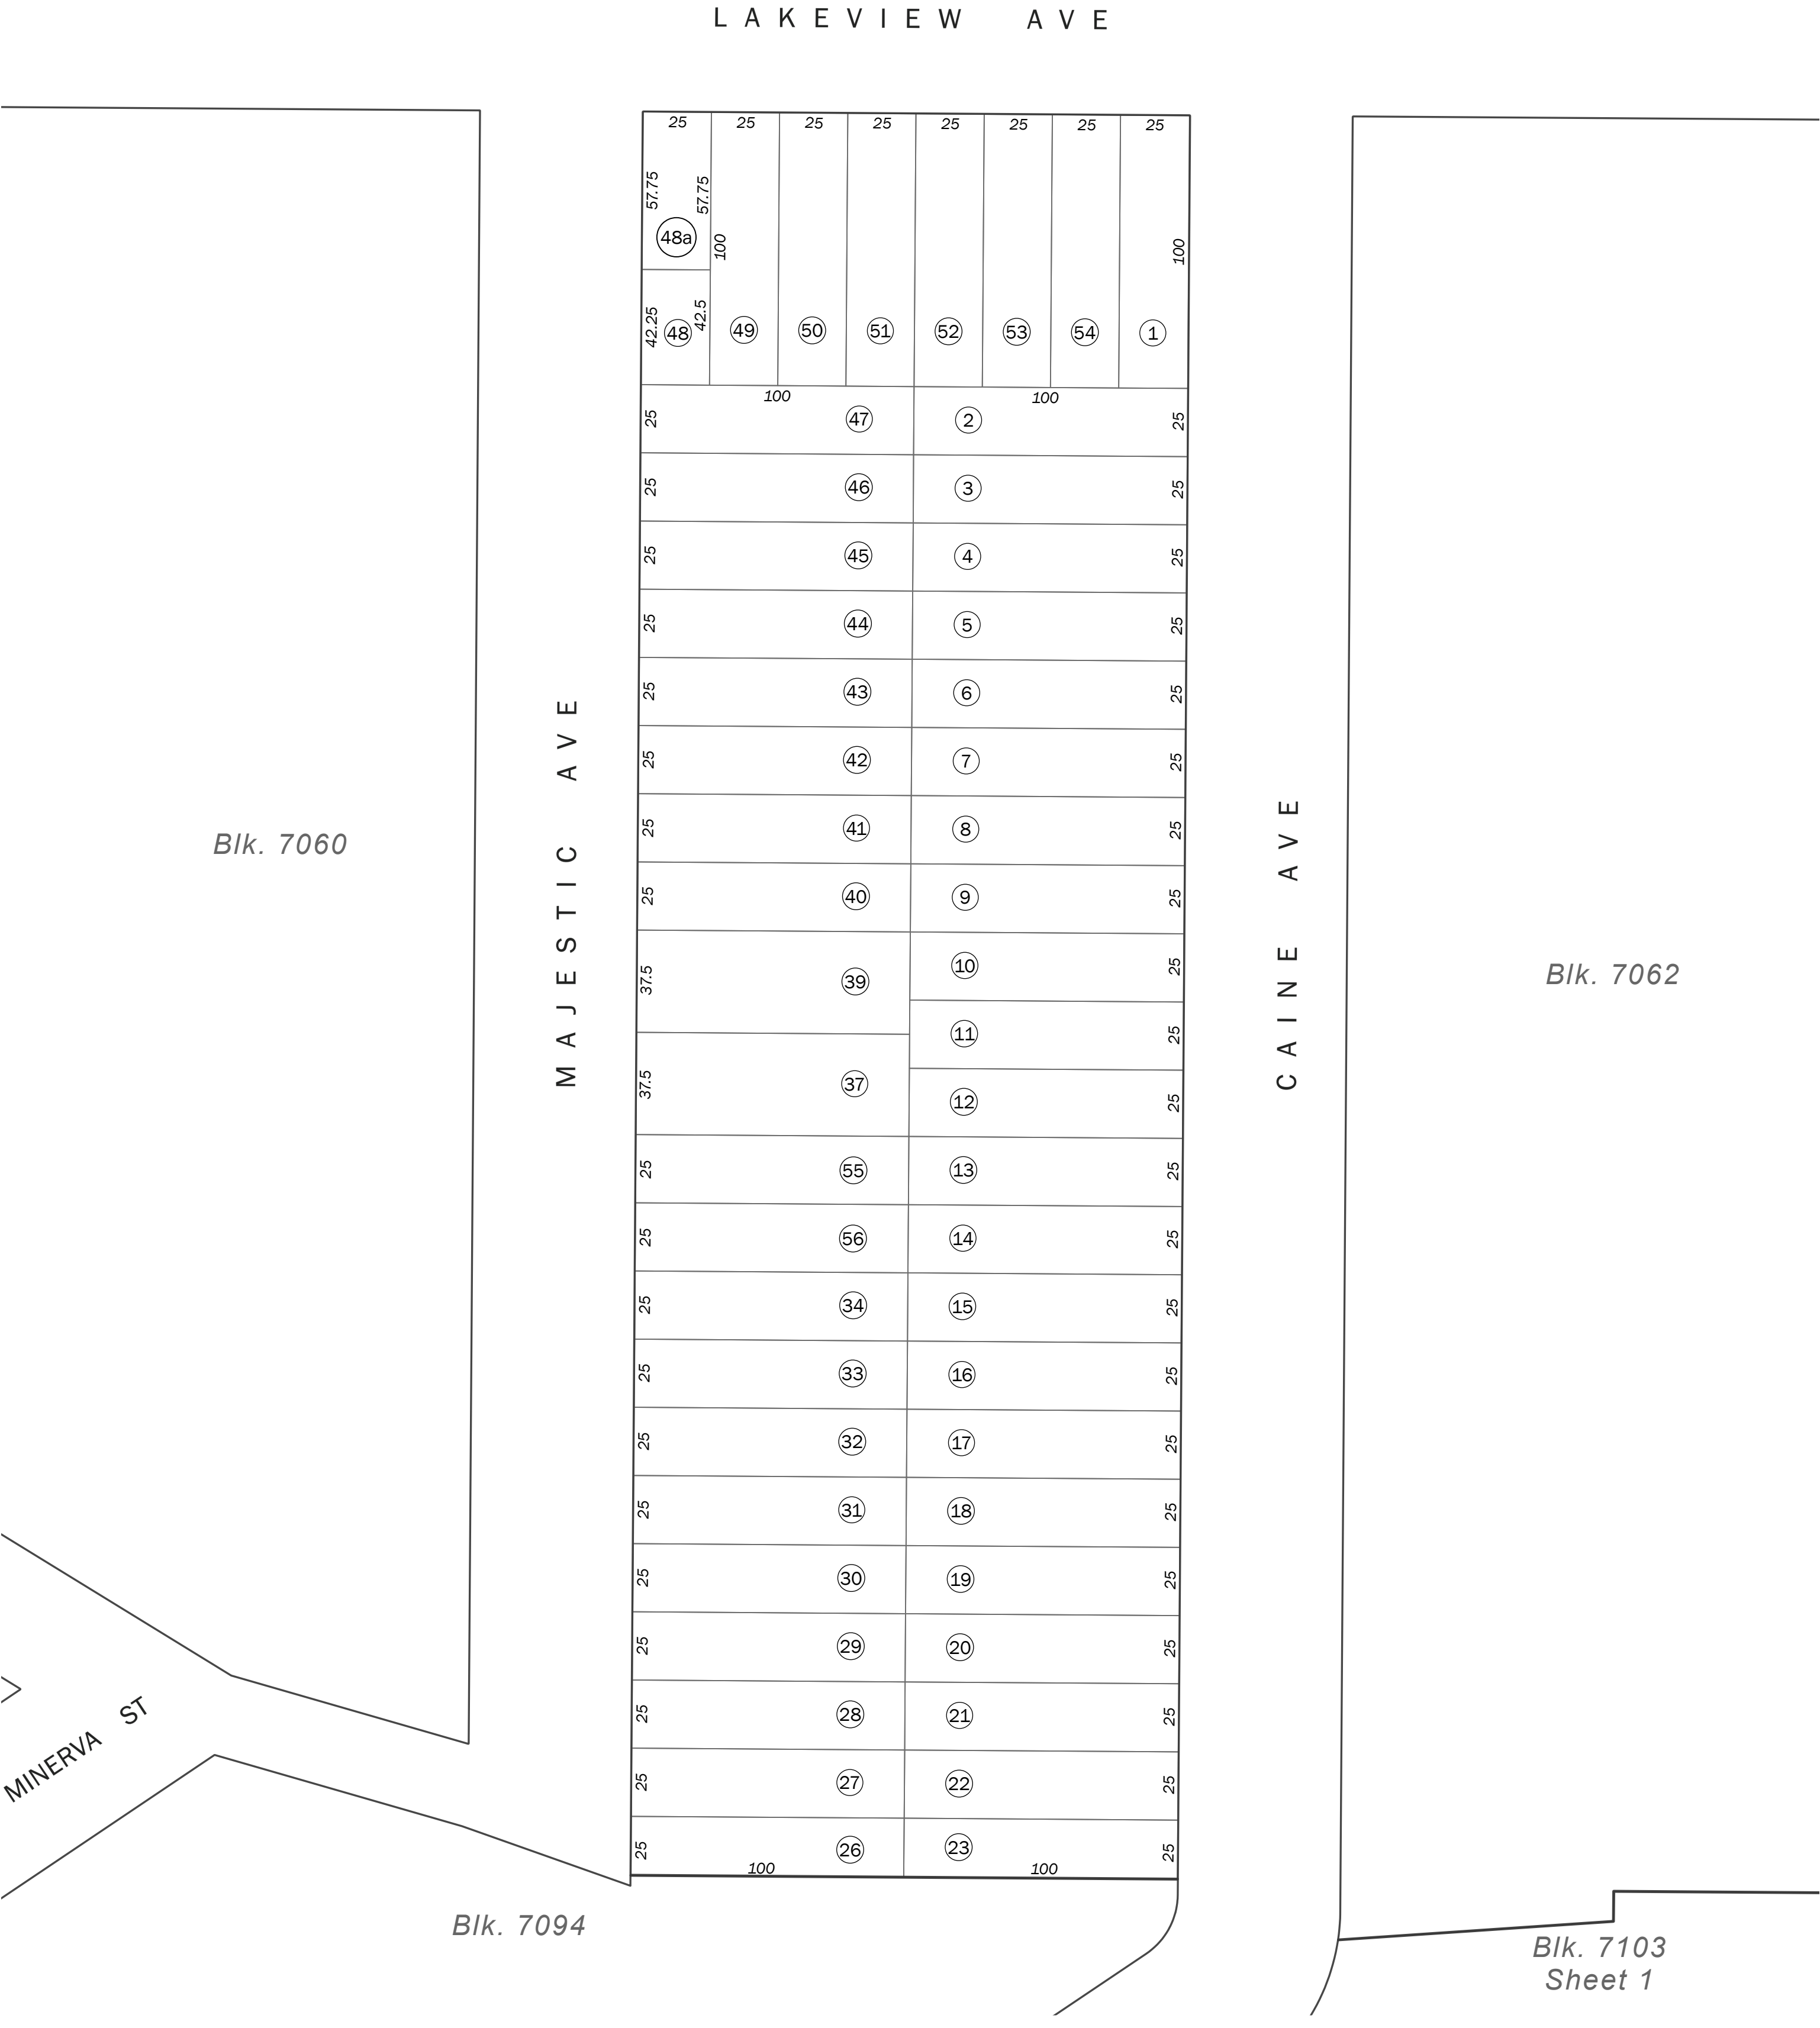 LAKEVIEW AVE
25 25 25 25 25 25 25 25
57.75 57.75
48a 100 100
42.25 48 42.5 49 50 51 52 53 54 1
100 100
25 47 2 25
25 46 3 25
25 45 4 25
25 44 5 25
25 43 6 25
25 42 7 25
25 41 8 25
25 40 9 25
37.5 39 10 25
11 25
37.5 37 12 25
25 55 13 25
25 56 14 25
25 34 15 25
25 33 16 25
25 32 17 25
25 31 18 25
25 30 19 25
25 29 20 25
25 28 21 25
25 27 22 25
25 26 23 25
100 100
MAJESTIC AVE
CAINE AVE
MINERVA ST
Blk. 7060
Blk. 7062
Blk. 7094
Blk. 7103
Sheet 1